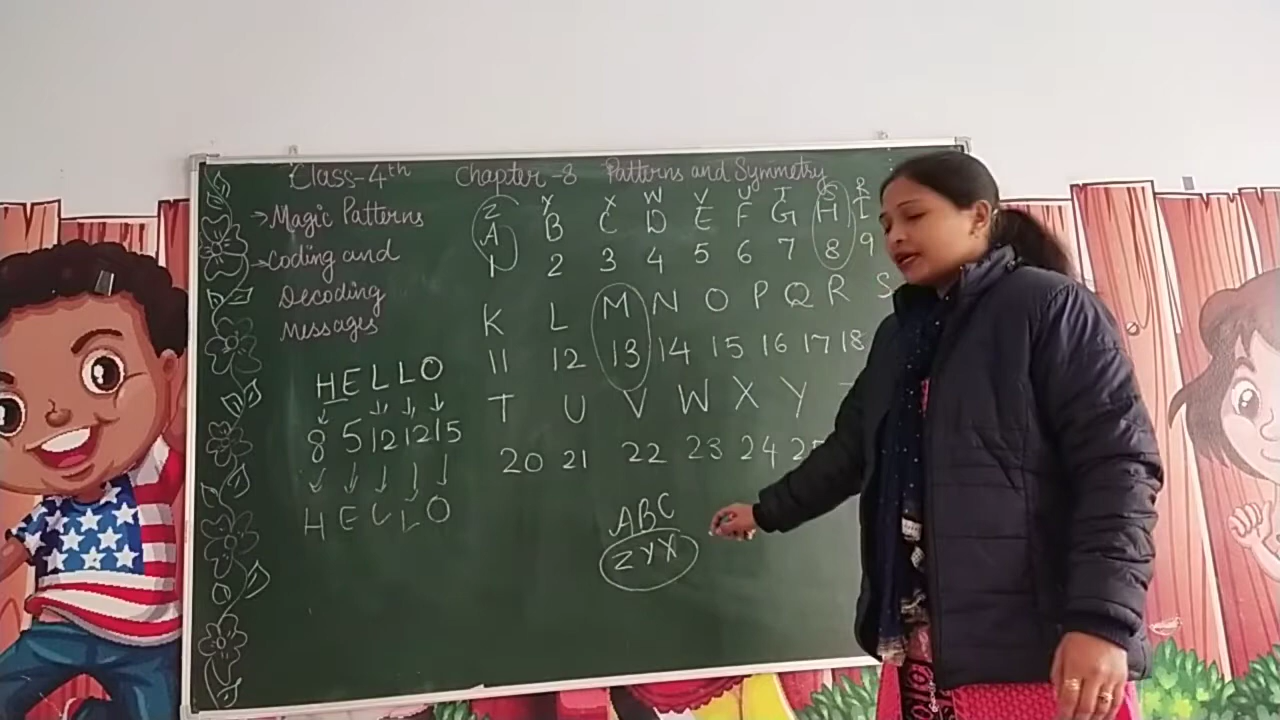 Class-4th Chapter-8 Patterns and Symmetry
→ Magic Patterns
→ Coding and
Decoding
Messages
Z Y X W V U T S R
A B C D E F G H I
1 2 3 4 5 6 7 8 9
K L M N O P Q R S
11 12 13 14 15 16 17 18
T U V W X Y
20 21 22 23 24 25
HELLO
8 5 12 12 15
H E L L O
ABC
ZYX